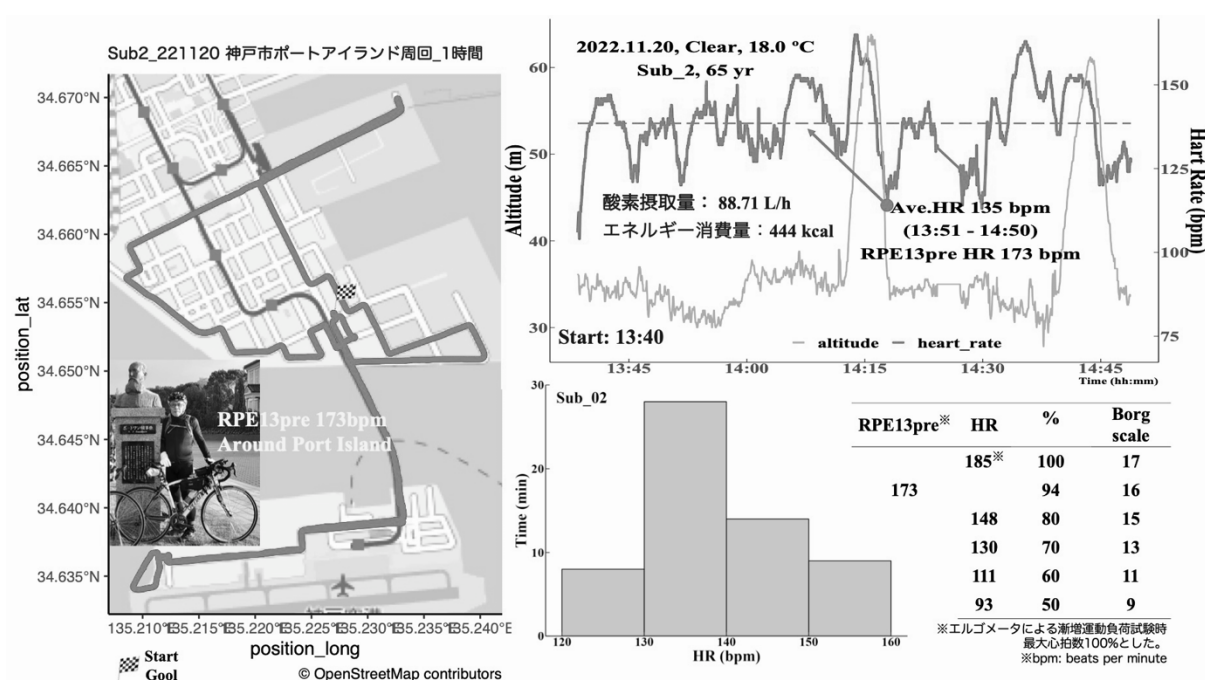 Sub2_221120 神戸市ポートアイランド周回_1時間
34.670°N
34.665°N
34.660°N
34.655°N
34.650°N
34.645°N
34.640°N
34.635°N
position_lat
RPE13pre 173bpm
Around Port Island
135.210°E
135.215°E
135.220°E
135.225°E
135.230°E
135.235°E
135.240°E
position_long
Start
Gool
© OpenStreetMap contributors
2022.11.20, Clear, 18.0 ºC
Sub_2, 65 yr
60
50
40
30
Altitude (m)
150
125
100
75
Hart Rate (bpm)
酸素摂取量： 88.71 L/h
エネルギー消費量：444 kcal
Ave.HR 135 bpm
(13:51 - 14:50)
RPE13pre HR 173 bpm
Start: 13:40
altitude heart_rate
13:45 14:00 14:15 14:30 14:45
Time (hh:mm)
Sub_02
30
20
10
0
Time (min)
120 130 140 150 160
HR (bpm)
RPE13pre※ HR % Borg scale
185※ 100 17
173 94 16
148 80 15
130 70 13
111 60 11
93 50 9
※エルゴメータによる漸増運動負荷試験時
最大心拍数100%とした。
※bpm: beats per minute